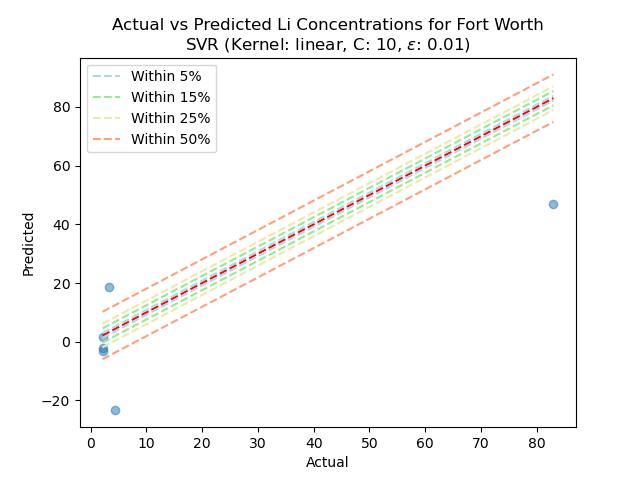 Actual vs Predicted Li Concentrations for Fort Worth
SVR (Kernel: linear, C: 10, ε: 0.01)
Within 5%
Within 15%
Within 25%
Within 50%
Predicted
80
60
40
20
0
−20
0 10 20 30 40 50 60 70 80
Actual